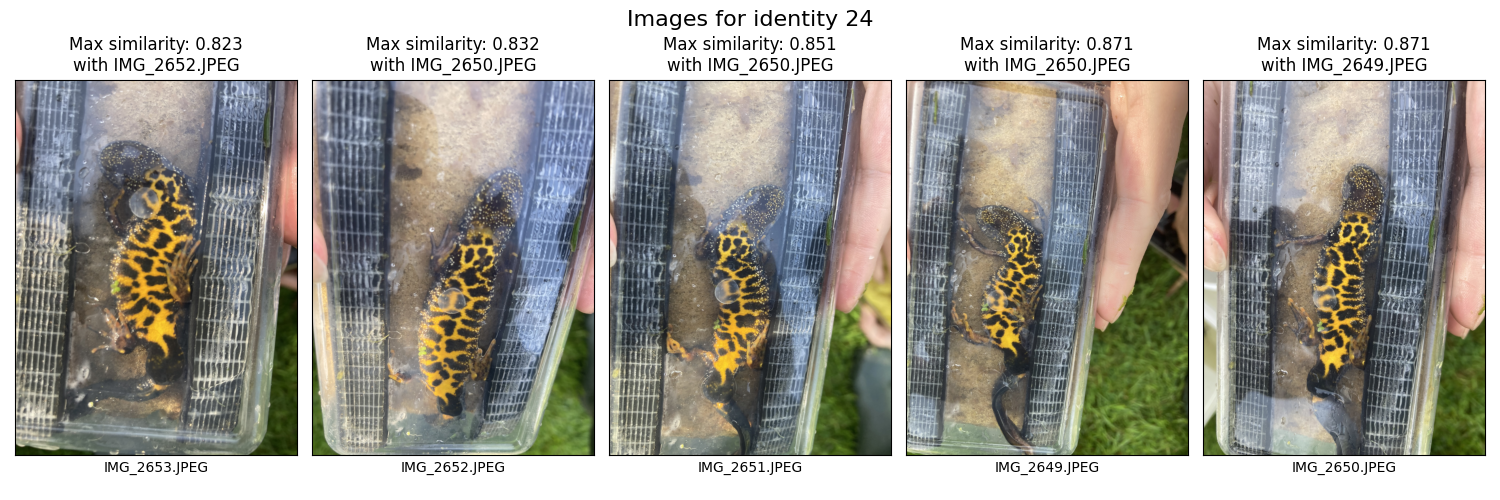 Images for identity 24
Max similarity: 0.823
with IMG_2652.JPEG
Max similarity: 0.832
with IMG_2650.JPEG
Max similarity: 0.851
with IMG_2650.JPEG
Max similarity: 0.871
with IMG_2650.JPEG
Max similarity: 0.871
with IMG_2649.JPEG
IMG_2653.JPEG
IMG_2652.JPEG
IMG_2651.JPEG
IMG_2649.JPEG
IMG_2650.JPEG